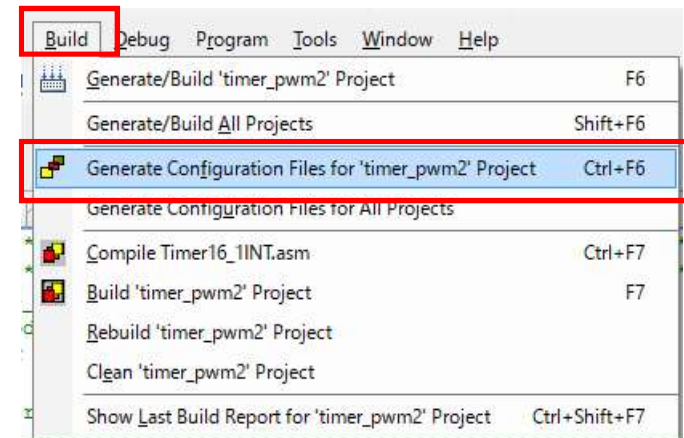 Build Debug Program Tools Window Help
Generate/Build 'timer_pwm2' Project F6
Generate/Build All Projects Shift+F6
Generate Configuration Files for 'timer_pwm2' Project Ctrl+F6
Generate Configuration Files for All Projects
Compile Timer16_1INT.asm Ctrl+F7
Build 'timer_pwm2' Project F7
Rebuild 'timer_pwm2' Project
Clean 'timer_pwm2' Project
Show Last Build Report for 'timer_pwm2' Project Ctrl+Shift+F7